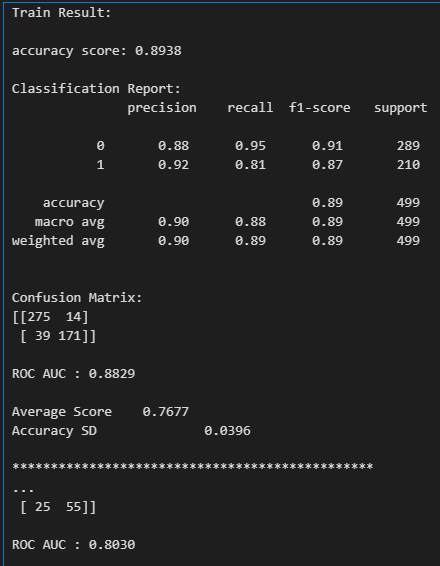 Train Result:
accuracy score: 0.8938
Classification Report:
precision recall f1-score support
0 0.88 0.95 0.91 289
1 0.92 0.81 0.87 210
accuracy 0.89 499
macro avg 0.90 0.88 0.89 499
weighted avg 0.90 0.89 0.89 499
Confusion Matrix:
[[275 14]
[ 39 171]]
ROC AUC : 0.8829
Average Score 0.7677
Accuracy SD 0.0396
***********************************************
...
[ 25 55]]
ROC AUC : 0.8030